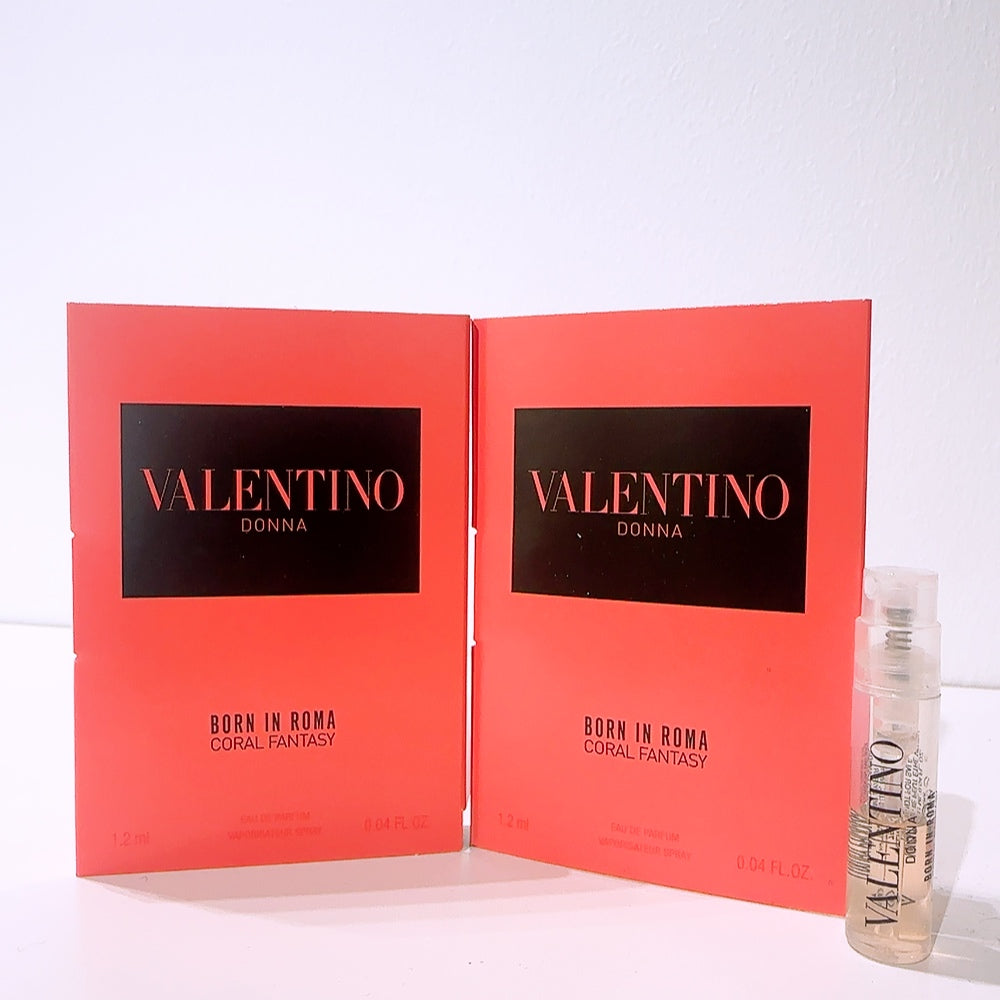 VALENTINO
DONNA
BORN IN ROMA
CORAL FANTASY
1.2 ml
EAU DE PARFUM
VAPORISATEUR SPRAY
0.04 FL.OZ.
VALENTINO
DONNA
BORN IN ROMA
CORAL FANTASY
1.2 ml
EAU DE PARFUM
VAPORISATEUR SPRAY
0.04 FL.OZ.
VALENTINO
DONNA
BORN IN ROMA